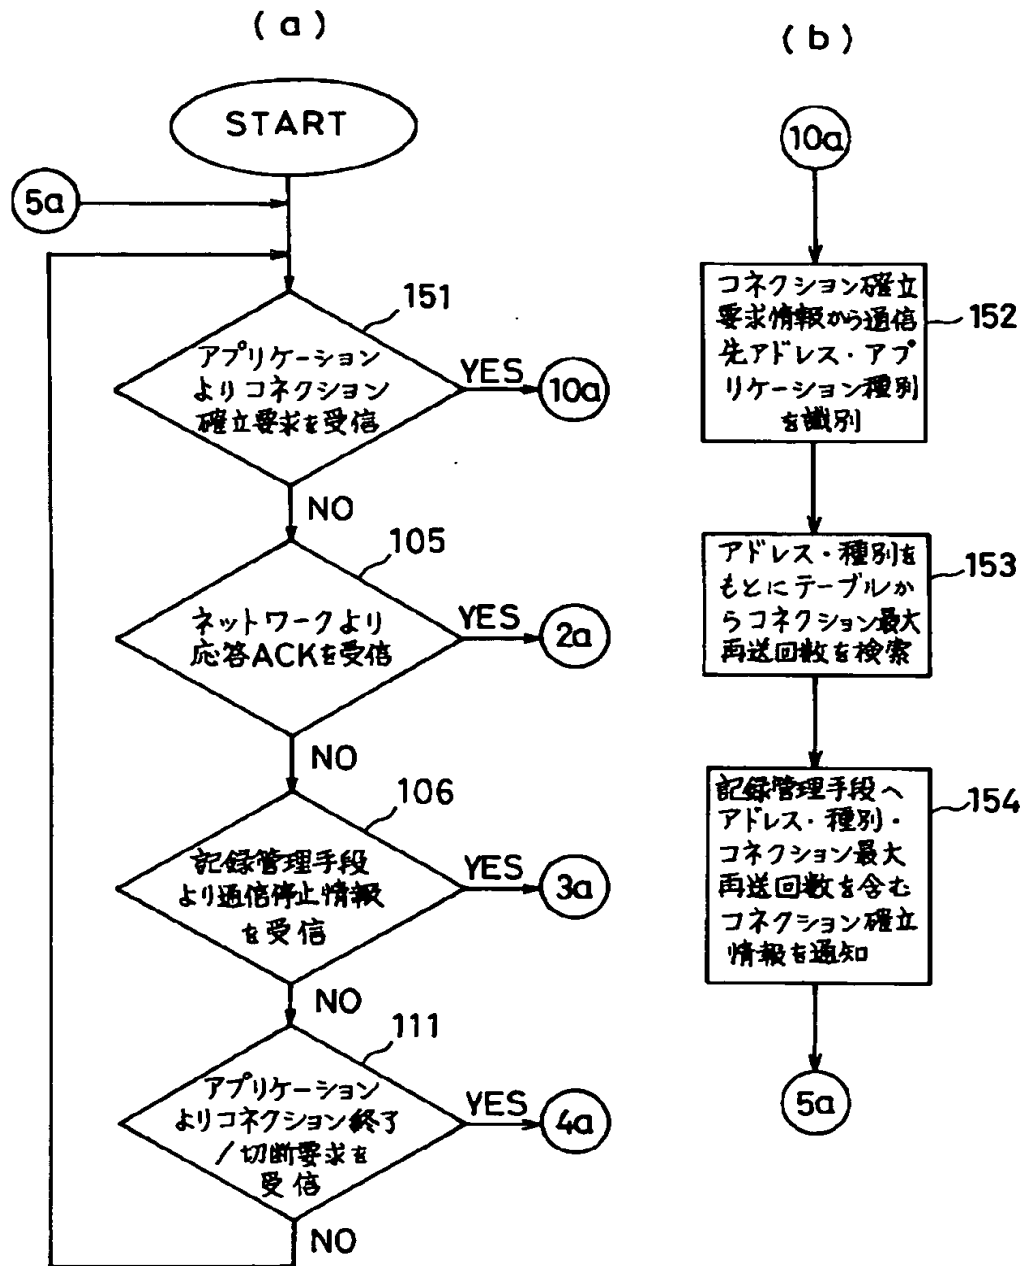 (a)
START
5a
151
アプリケーション
よりコネクション
確立要求を受信
YES
10a
NO
105
ネットワークより
応答ACKを受信
YES
2a
NO
106
記録管理手段
より通信停止情報
を受信
YES
3a
NO
111
アプリケーション
よりコネクション終了
/切断要求を
受信
YES
4a
NO
(b)
10a
コネクション確立
要求情報から通信
先アドレス・アプ
リケーション種別
を識別
152
アドレス・種別を
もとにテーブルか
らコネクション最大
再送回数を検索
153
記録管理手段へ
アドレス・種別・
コネクション最大
再送回数を含む
コネクション確立
情報を通知
154
5a